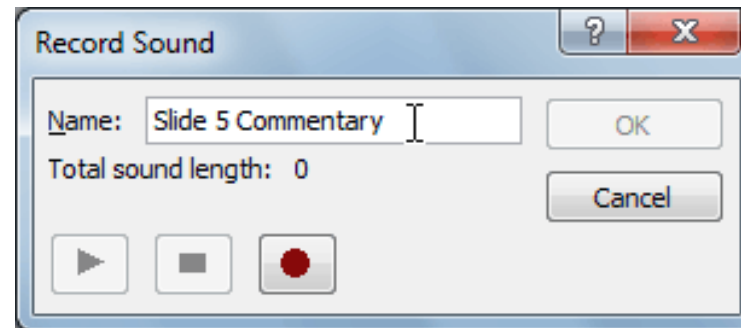 Record Sound
?
X
Name: Slide 5 Commentary
OK
Total sound length: 0
Cancel